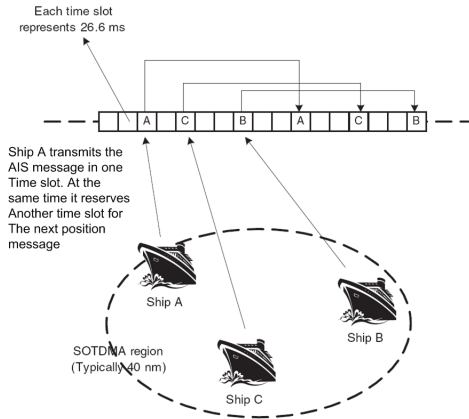 Each time slot
represents 26.6 ms
A C B A C B
Ship A transmits the
AIS message in one
Time slot. At the
same time it reserves
Another time slot for
The next position
message
Ship A
Ship B
SOTDMA region
(Typically 40 nm)
Ship C